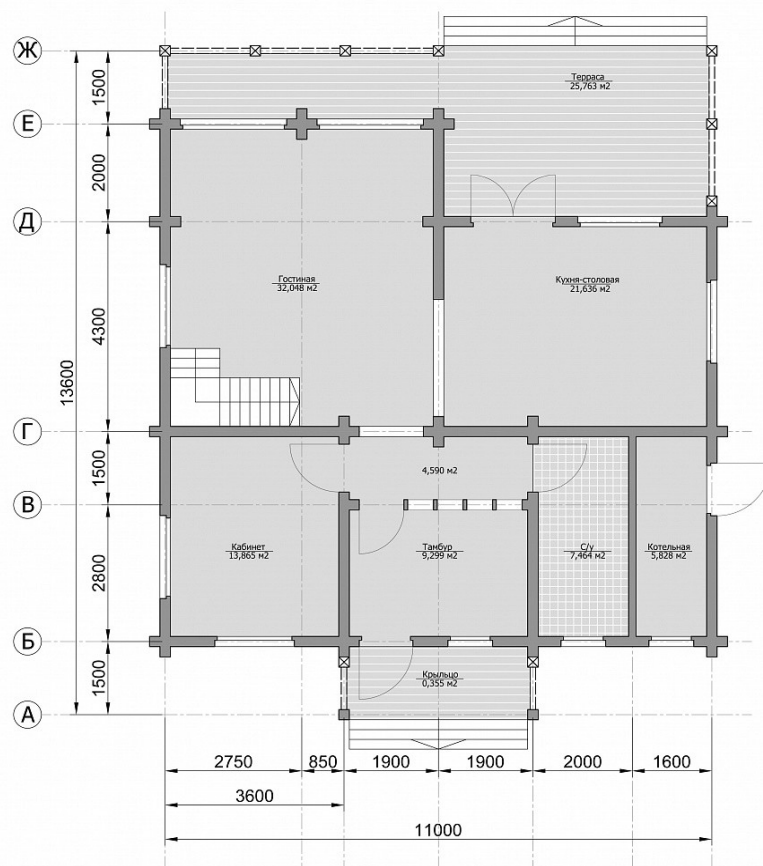 Ж
Терраса
25,763 м2
1500
Е
2000
Д
Гостиная
32,048 м2
Кухня-столовая
21,636 м2
4300
13600
Г
4,590 м2
1500
В
Кабинет
13,865 м2
Тамбур
9,299 м2
С/у
7,464 м2
Котельная
5,828 м2
2800
Б
Крыльцо
0,355 м2
1500
А
2750 850 1900 1900 2000 1600
3600
11000